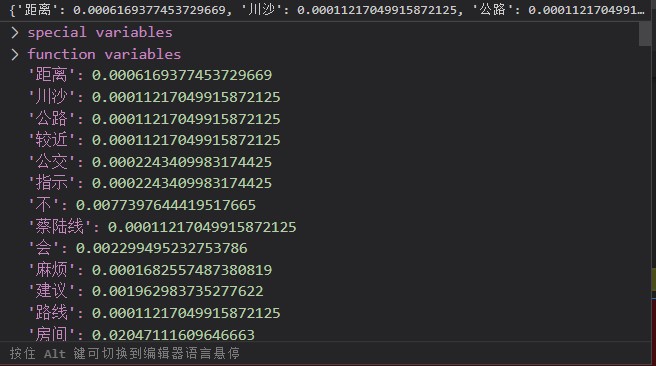 {'距离': 0.0006169377453729669, '川沙': 0.00011217049915872125, '公路': 0.0001121704991...
> special variables
> function variables
'距离': 0.0006169377453729669
'川沙': 0.00011217049915872125
'公路': 0.00011217049915872125
'较近': 0.00011217049915872125
'公交': 0.0002243409983174425
'指示': 0.0002243409983174425
'不': 0.0077397644419517665
'蔡陆线': 0.00011217049915872125
'会': 0.0022994952327537​86
'麻烦': 0.0001682557487380819
'建议': 0.001962983735277622
'路线': 0.00011217049915872125
'房间': 0.02047111609646663
按住 Alt 键可切换到编辑器语言悬停